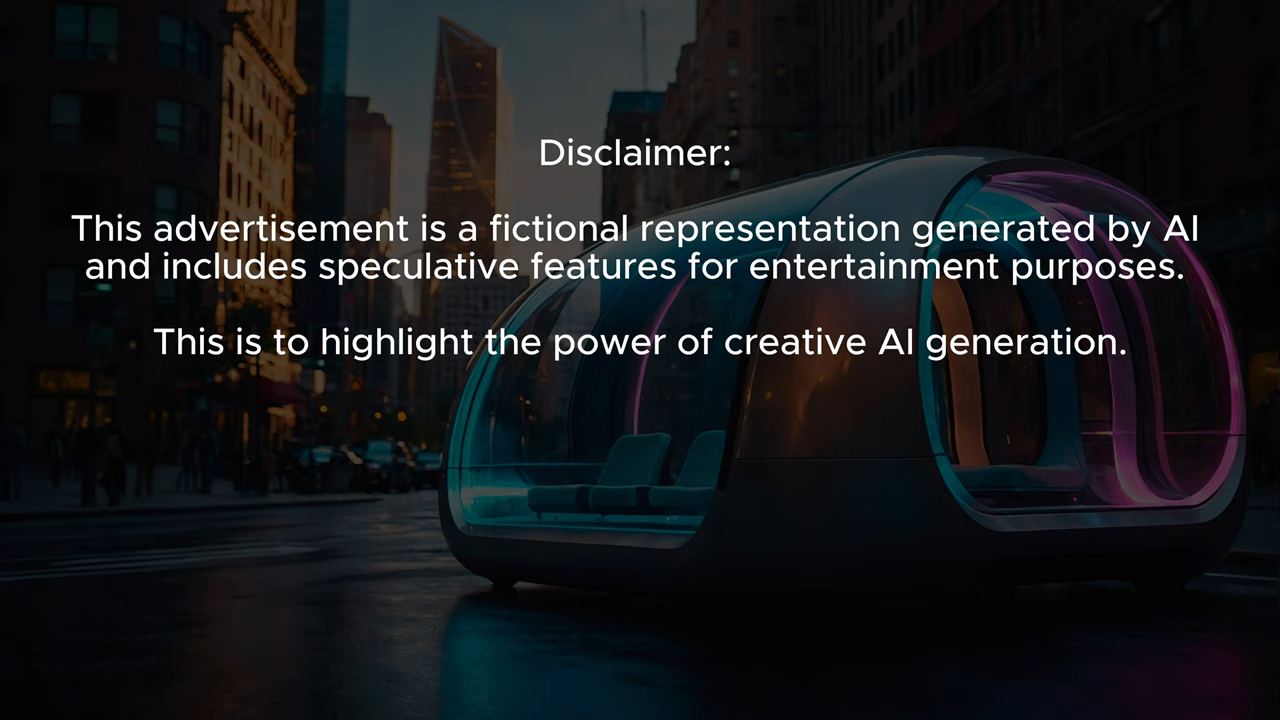 Disclaimer:
This advertisement is a fictional representation generated by AI
and includes speculative features for entertainment purposes.
This is to highlight the power of creative AI generation.